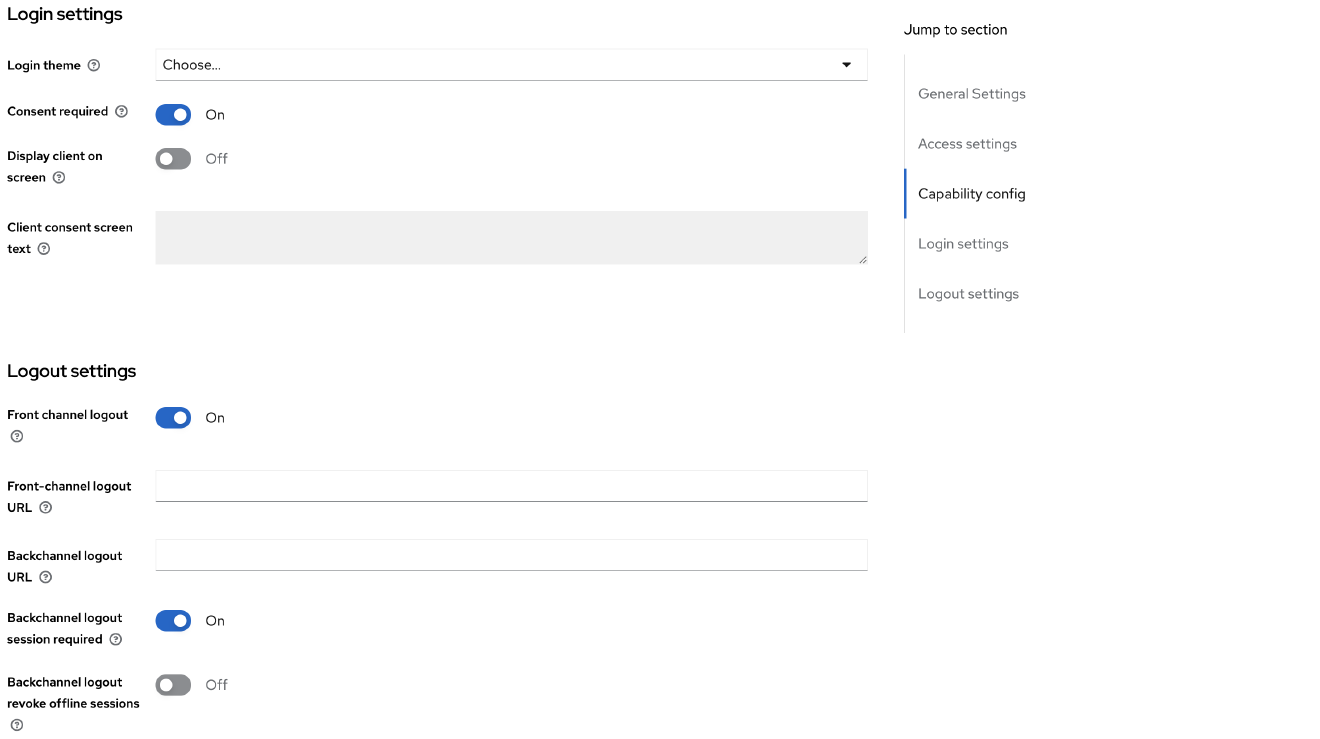 Login settings
Login theme
Choose...
Consent required
On
Display client on
screen
Off
Client consent screen
text
Logout settings
Front channel logout
On
Front-channel logout
URL
Backchannel logout
URL
Backchannel logout
session required
On
Backchannel logout
revoke offline sessions
Off
Jump to section
General Settings
Access settings
Capability config
Login settings
Logout settings